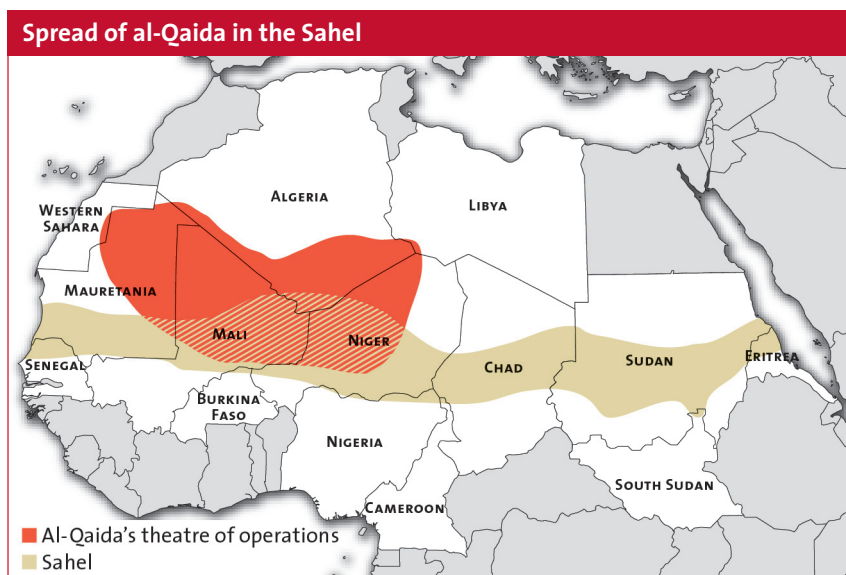 Spread of al-Qaida in the Sahel
ALGERIA
LIBYA
WESTERN
SAHARA
MAURETANIA
MALI
NIGER
CHAD
SUDAN
ERITREA
SENEGAL
BURKINA
FASO
NIGERIA
SOUTH SUDAN
CAMEROON
Al-Qaida's theatre of operations
Sahel